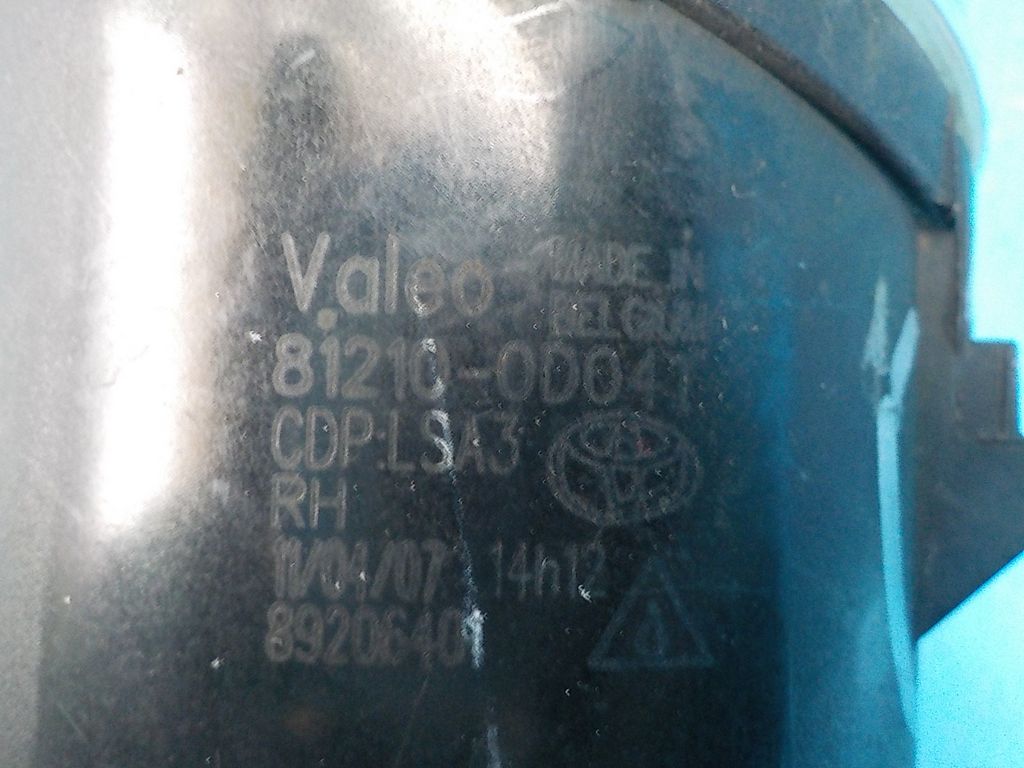 Valeo MADE IN
BELGIUM
81210-0D041
CDP:LSA3
RH
11/04/07 14h12
89206401